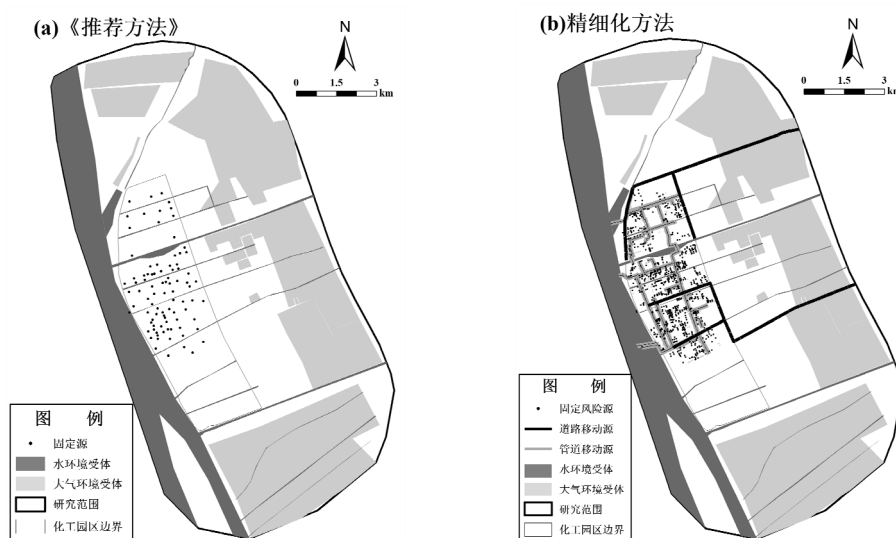 (a)《推荐方法》
N
0 1.5 3
km
图 例
固定源
水环境受体
大气环境受体
研究范围
化工园区边界
(b)精细化方法
N
0 1.5 3
km
图 例
固定风险源
道路移动源
管道移动源
水环境受体
大气环境受体
研究范围
化工园区边界